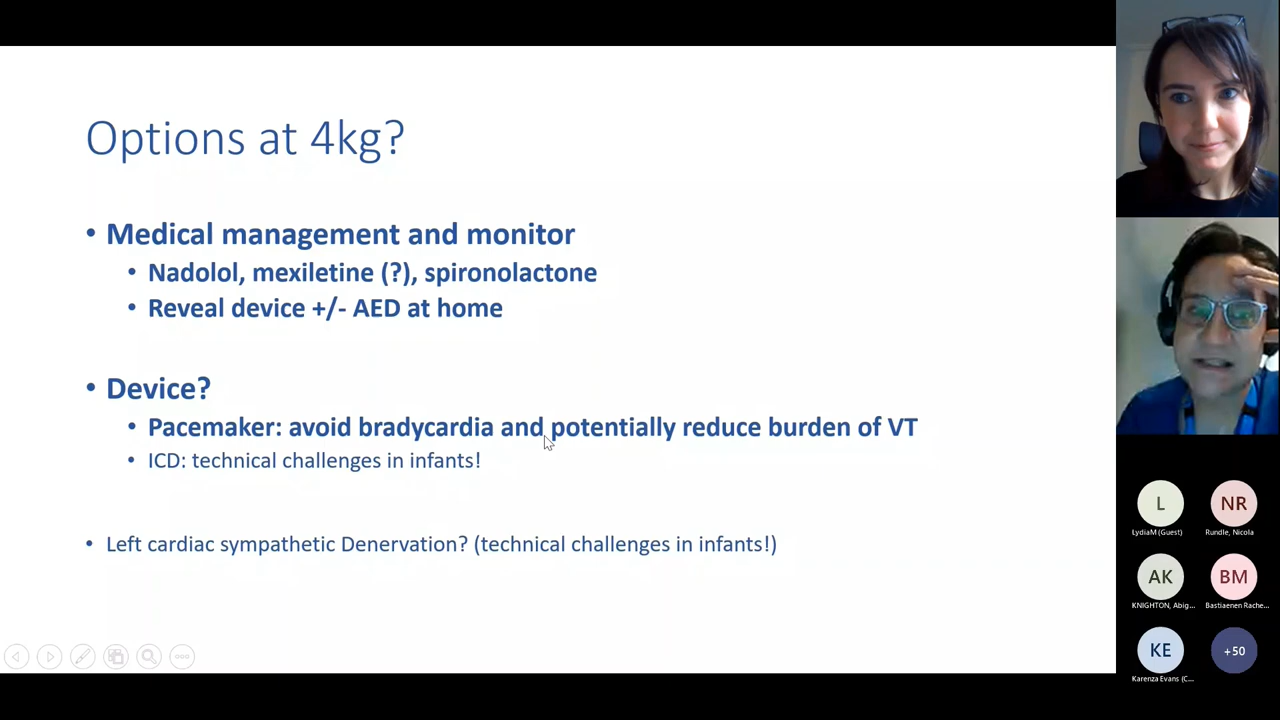 Options at 4kg?
• Medical management and monitor
• Nadolol, mexiletine (?), spironolactone
• Reveal device +/- AED at home
• Device?
• Pacemaker: avoid bradycardia and potentially reduce burden of VT
• ICD: technical challenges in infants!
• Left cardiac sympathetic Denervation? (technical challenges in infants!)
L
NR
LydiaM (Guest)
Rundle, Nicola
AK
BM
KNIGHTON, Abig...
Bastiaenen Rache...
KE
+50
Karenza Evans (C...